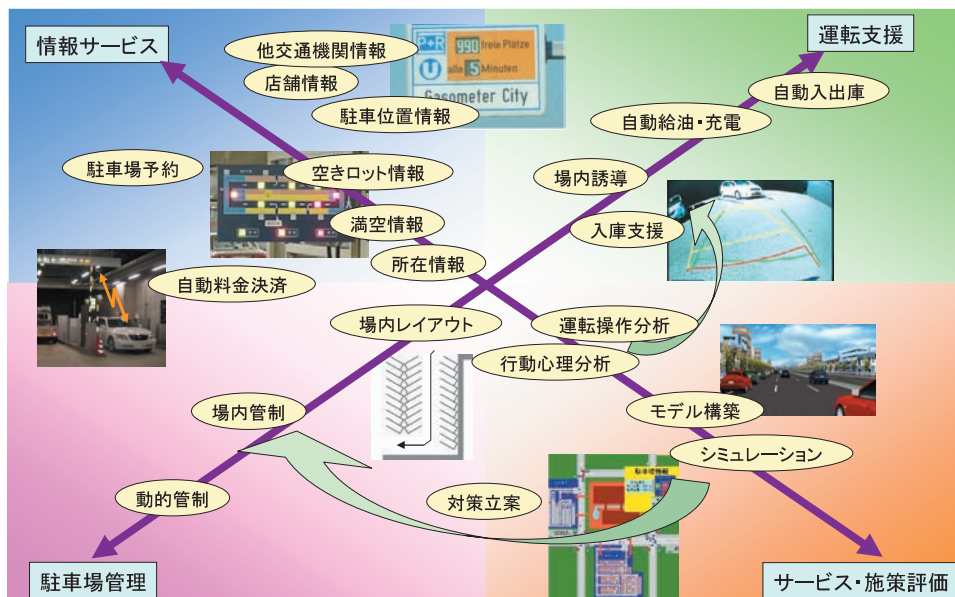 情報サービス
運転支援
他交通機関情報
店舗情報
駐車位置情報
P+R 990 freie Plätze
U alle 5 Minuten
Gasometer City
自動入出庫
自動給油・充電
駐車場予約
空きロット情報
場内誘導
満空情報
入庫支援
所在情報
自動料金決済
場内レイアウト
運転操作分析
行動心理分析
場内管制
モデル構築
シミュレーション
駐車場情報
動的管制
対策立案
駐車場管理
サービス・施策評価